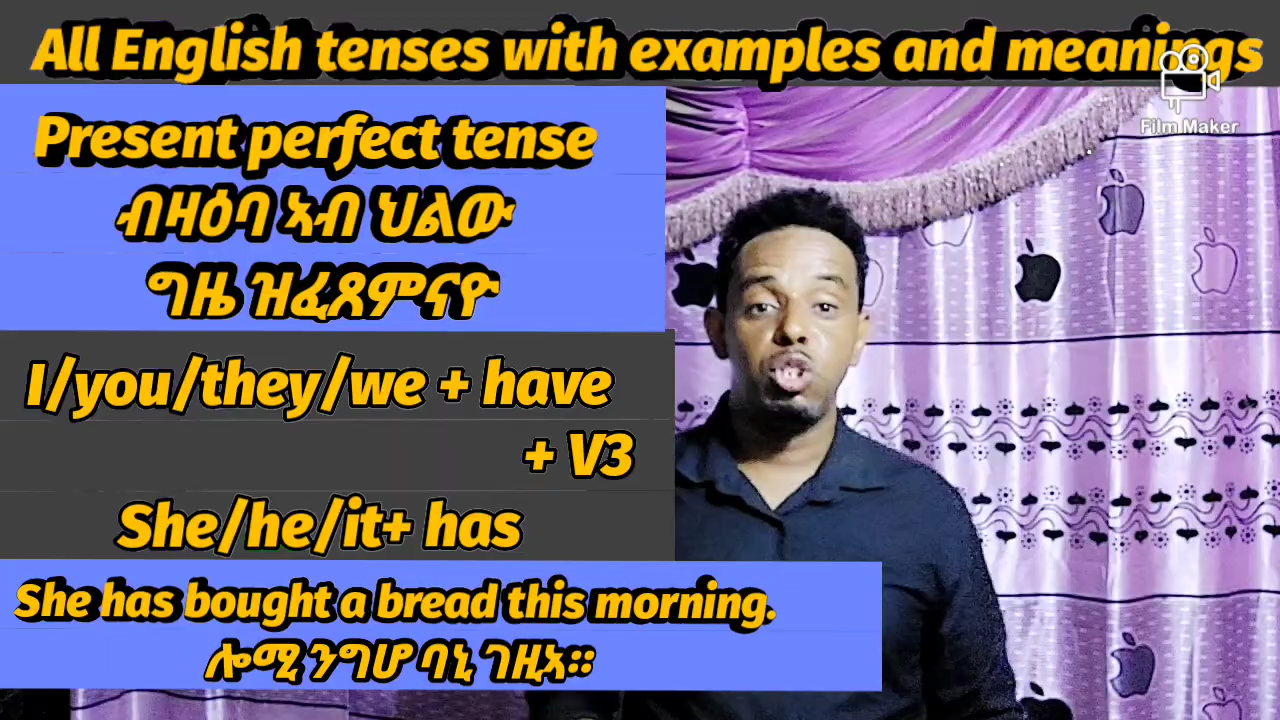 All English tenses with examples and meanings
Film Maker
Present perfect tense
ብዛዕባ ኣብ ህልው
ግዜ ዝፈጸምናዮ
I/you/they/we + have
+ V3
She/he/it+ has
She has bought a bread this morning.
ሎሚ ንግሆ ባኒ ገዚኣ።